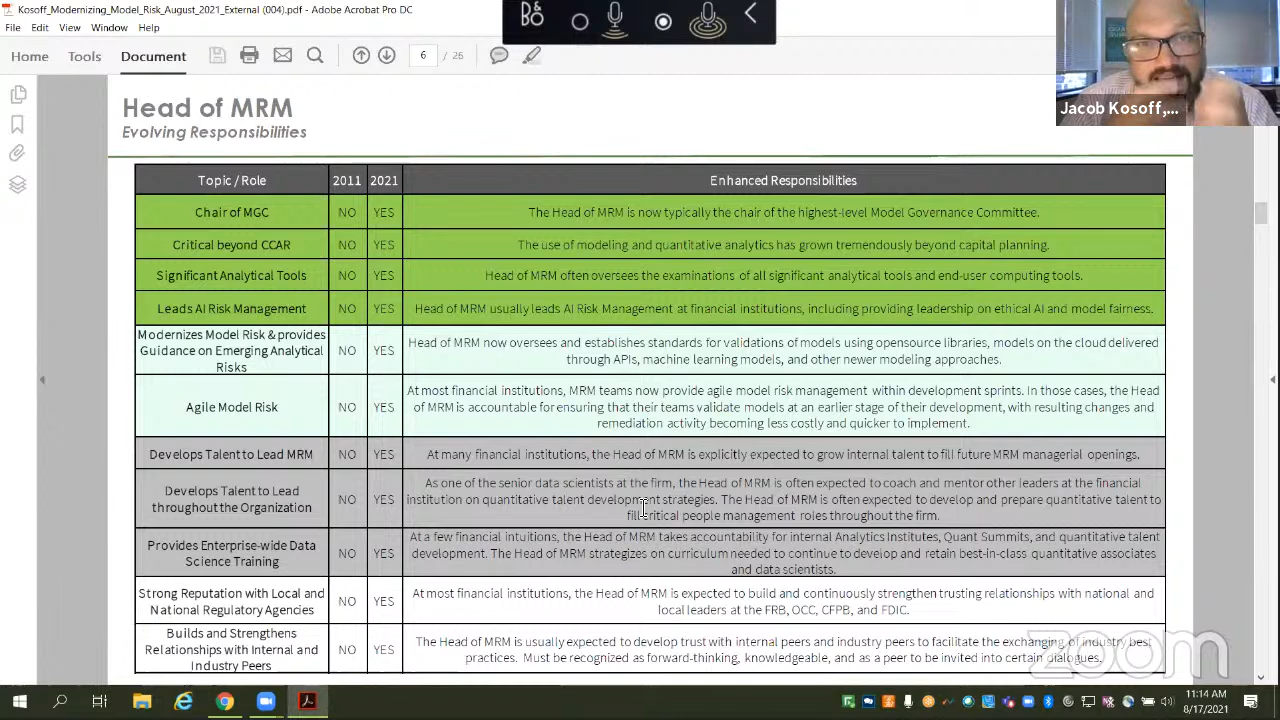 Kosoff_Modernizing_Model_Risk_August_2021_External (004).pdf - Adobe Acrobat Pro DC
File Edit View Window Help
Home Tools Document
6 / 26
Jacob Kosoff,...
Head of MRM
Evolving Responsibilities
Topic / Role 2011 2021 Enhanced Responsibilities
Chair of MGC NO YES The Head of MRM is now typically the chair of the highest-level Model Governance Committee.
Critical beyond CCAR NO YES The use of modeling and quantitative analytics has grown tremendously beyond capital planning.
Significant Analytical Tools NO YES Head of MRM often oversees the examinations of all significant analytical tools and end-user computing tools.
Leads AI Risk Management NO YES Head of MRM usually leads AI Risk Management at financial institutions, including providing leadership on ethical AI and model fairness.
Modernizes Model Risk & provides
Guidance on Emerging Analytical
Risks
NO YES
Head of MRM now oversees and establishes standards for validations of models using opensource libraries, models on the cloud delivered
through APIs, machine learning models, and other newer modeling approaches.
Agile Model Risk NO YES
At most financial institutions, MRM teams now provide agile model risk management within development sprints. In those cases, the Head
of MRM is accountable for ensuring that their teams validate models at an earlier stage of their development, with resulting changes and
remediation activity becoming less costly and quicker to implement.
Develops Talent to Lead MRM NO YES At many financial institutions, the Head of MRM is explicitly expected to grow internal talent to fill future MRM managerial openings.
Develops Talent to Lead
throughout the Organization
NO YES
As one of the senior data scientists at the firm, the Head of MRM is often expected to coach and mentor other leaders at the financial
institution on quantitative talent development strategies. The Head of MRM is often expected to develop and prepare quantitative talent to
fill critical people management roles throughout the firm.
Provides Enterprise-wide Data
Science Training
NO YES
At a few financial intuitions, the Head of MRM takes accountability for internal Analytics Institutes, Quant Summits, and quantitative talent
development. The Head of MRM strategizes on curriculum needed to continue to develop and retain best-in-class quantitative associates
and data scientists.
Strong Reputation with Local and
National Regulatory Agencies
NO YES
At most financial institutions, the Head of MRM is expected to build and continuously strengthen trusting relationships with national and
local leaders at the FRB, OCC, CFPB, and FDIC.
Builds and Strengthens
Relationships with Internal and
Industry Peers
NO YES
The Head of MRM is usually expected to develop trust with internal peers and industry peers to facilitate the exchanging of industry best
practices. Must be recognized as forward-thinking, knowledgeable, and as a peer to be invited into certain dialogues.
zoom
11:14 AM
8/17/2021